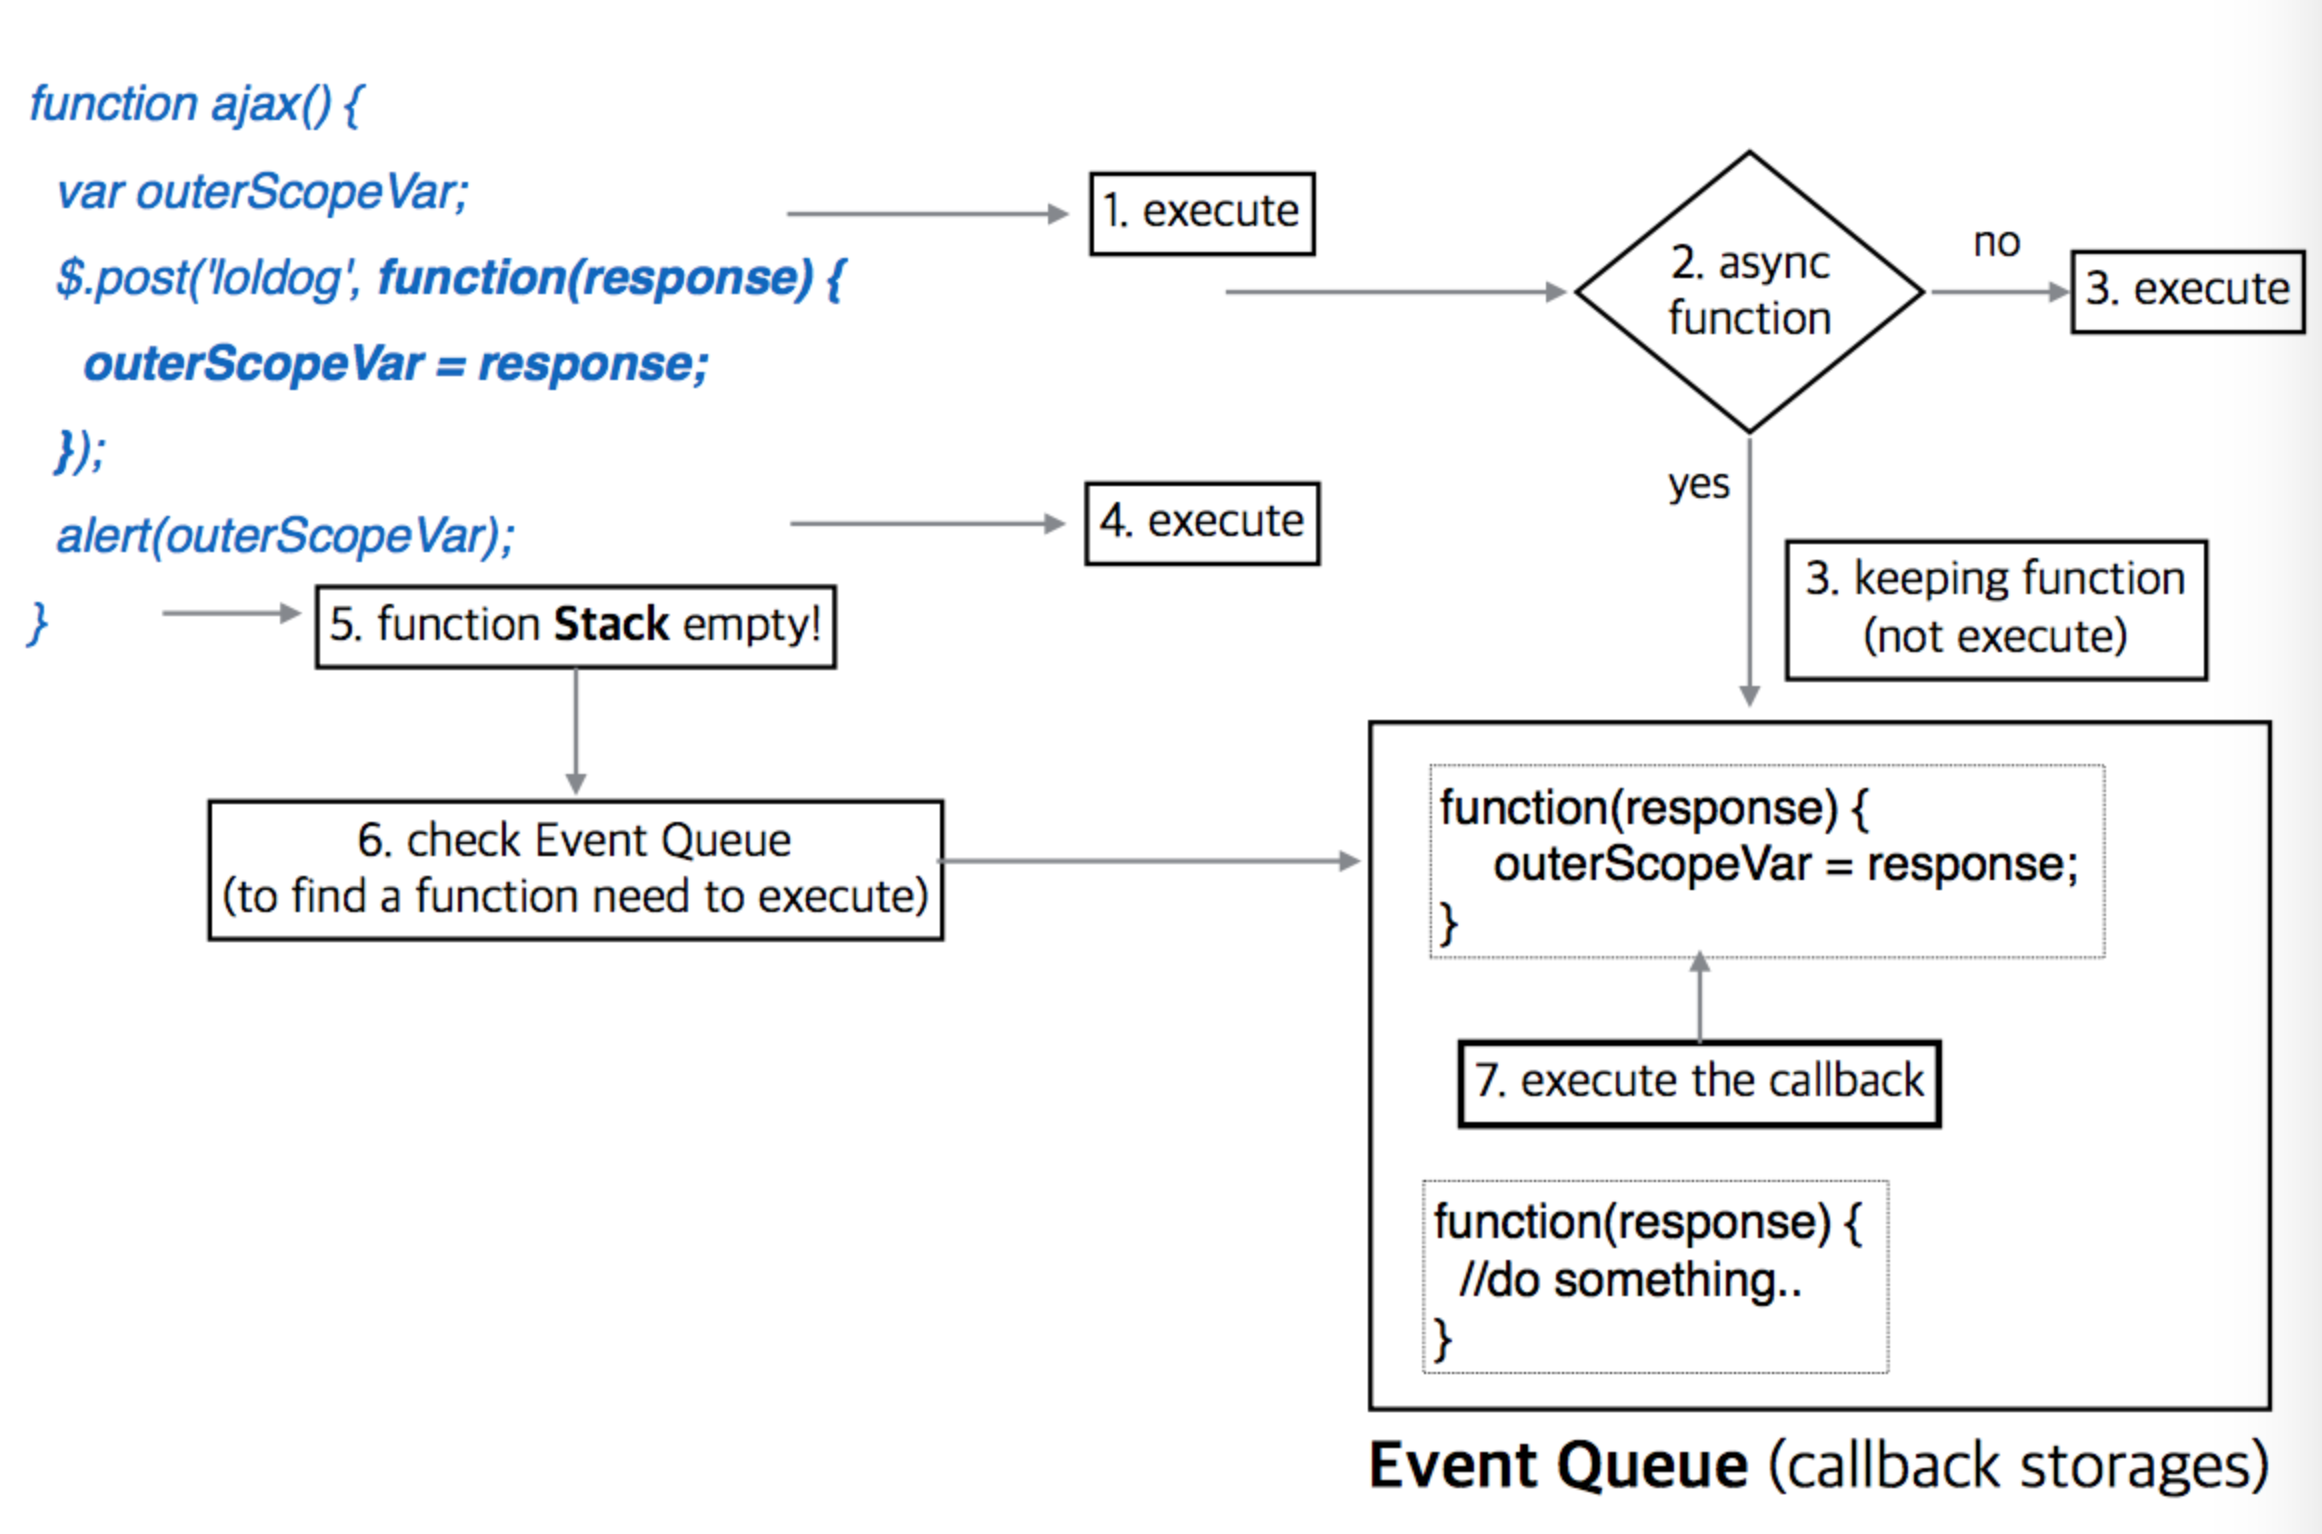 function ajax() {
var outerScopeVar;
$.post('loldog', function(response) {
outerScopeVar = response;
});
alert(outerScopeVar);
}
1. execute
2. async
function
no
3. execute
yes
3. keeping function
(not execute)
4. execute
5. function Stack empty!
6. check Event Queue
(to find a function need to execute)
function(response) {
outerScopeVar = response;
}
7. execute the callback
function(response) {
//do something..
}
Event Queue (callback storages)